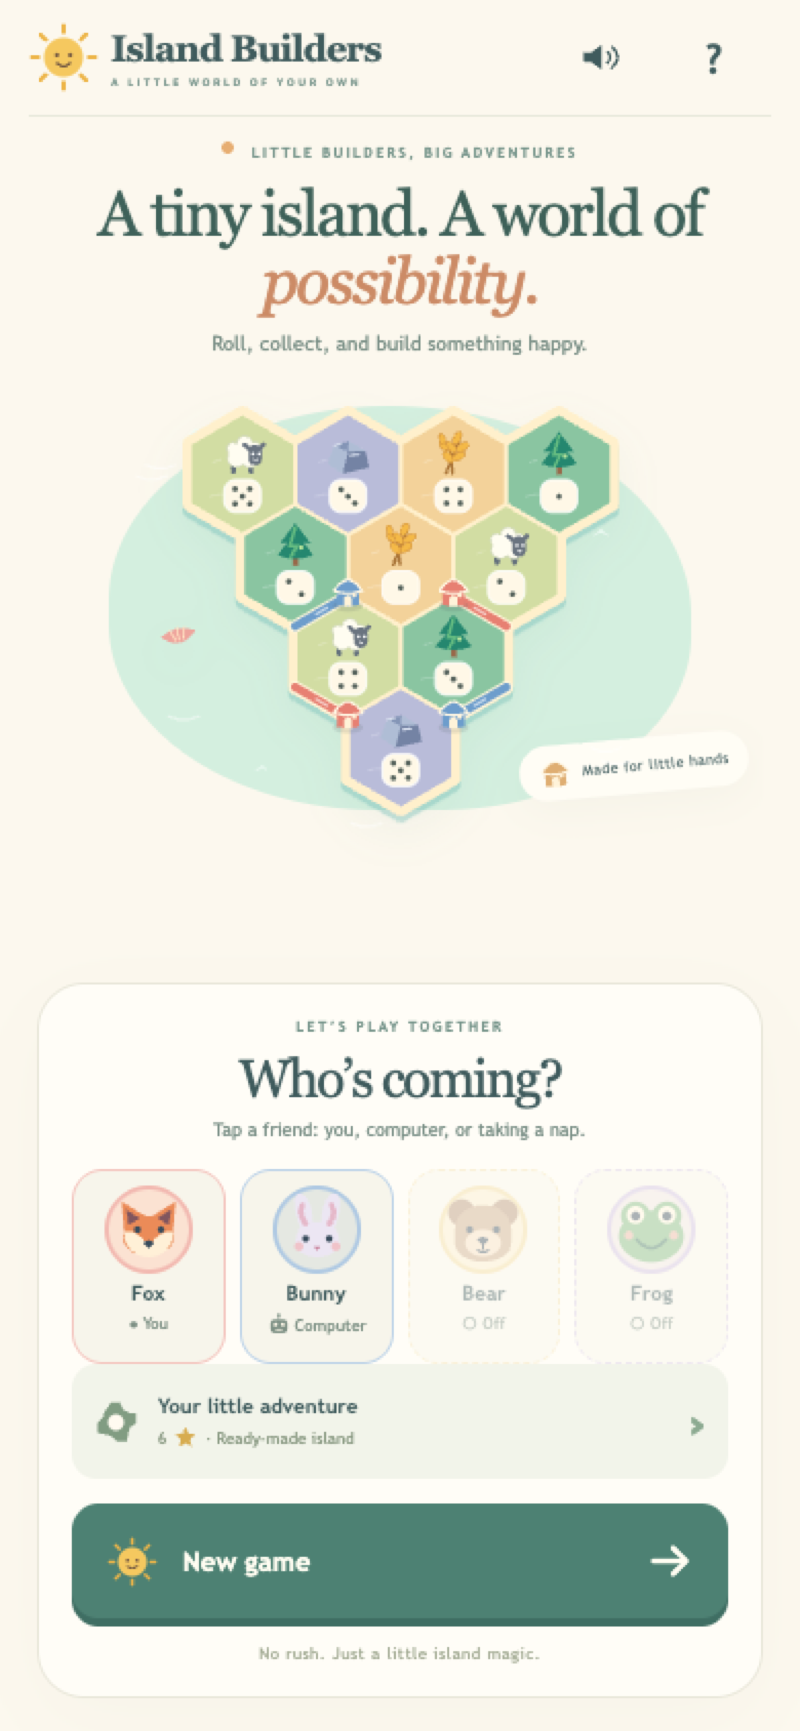 Island Builders
A LITTLE WORLD OF YOUR OWN
?
LITTLE BUILDERS, BIG ADVENTURES
A tiny island. A world of
possibility.
Roll, collect, and build something happy.
Made for little hands
LET'S PLAY TOGETHER
Who's coming?
Tap a friend: you, computer, or taking a nap.
Fox
You
Bunny
Computer
Bear
Off
Frog
Off
Your little adventure
6 ★ · Ready-made island
New game
No rush. Just a little island magic.